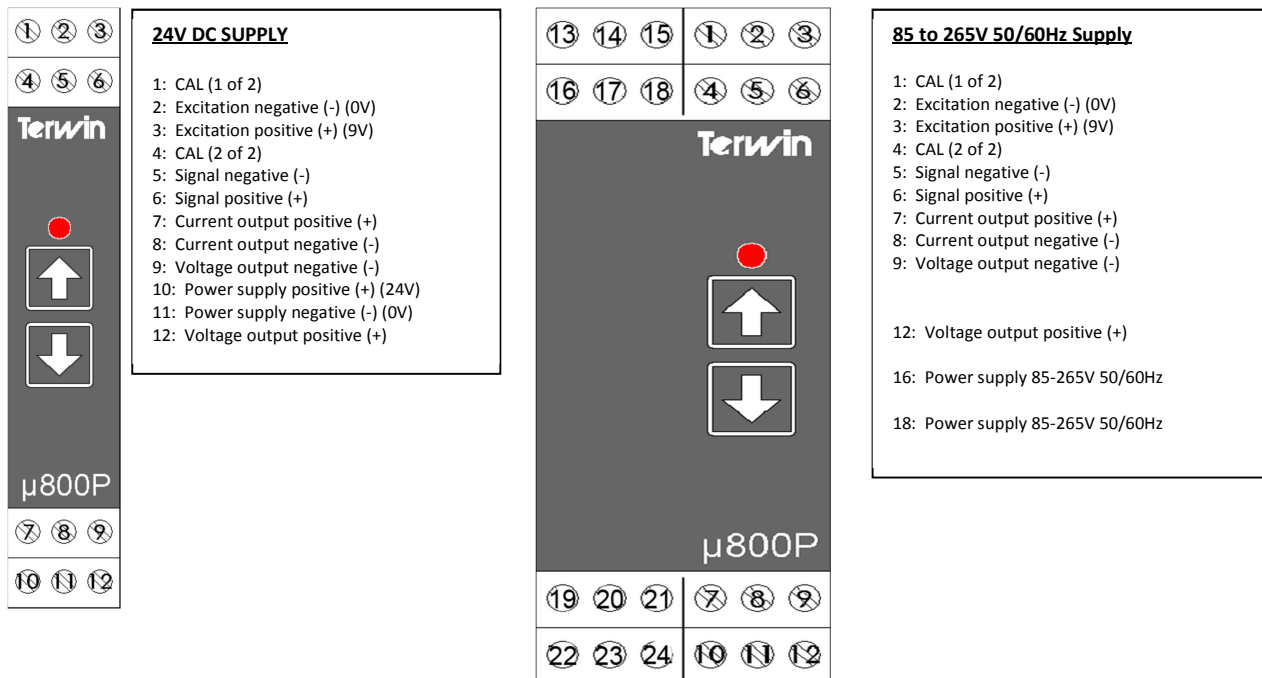 1 2 3
4 5 6
Terwin
µ800P
7 8 9
10 11 12
24V DC SUPPLY
1: CAL (1 of 2)
2: Excitation negative (-) (0V)
3: Excitation positive (+) (9V)
4: CAL (2 of 2)
5: Signal negative (-)
6: Signal positive (+)
7: Current output positive (+)
8: Current output negative (-)
9: Voltage output negative (-)
10: Power supply positive (+) (24V)
11: Power supply negative (-) (0V)
12: Voltage output positive (+)
13 14 15 1 2 3
16 17 18 4 5 6
Terwin
µ800P
19 20 21 7 8 9
22 23 24 10 11 12
85 to 265V 50/60Hz Supply
1: CAL (1 of 2)
2: Excitation negative (-) (0V)
3: Excitation positive (+) (9V)
4: CAL (2 of 2)
5: Signal negative (-)
6: Signal positive (+)
7: Current output positive (+)
8: Current output negative (-)
9: Voltage output negative (-)
12: Voltage output positive (+)
16: Power supply 85-265V 50/60Hz
18: Power supply 85-265V 50/60Hz